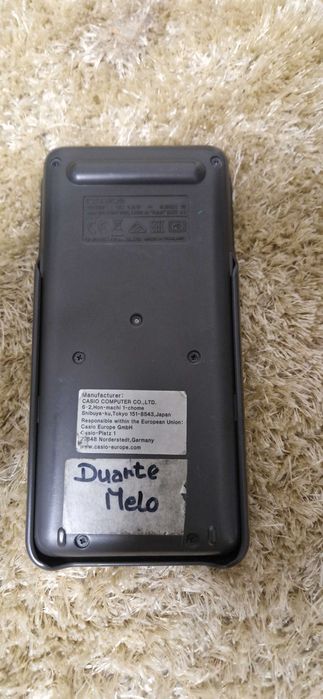 Manufacturer:
CASIO COMPUTER CO., LTD.
6-2, Hon-machi 1-chome
Shibuya-ku, Tokyo 151-8543, Japan
Responsible within the European Union:
Casio Europe GmbH
Casio-Platz 1
22848 Norderstedt, Germany
www.casio-europe.com
Duarte
Melo